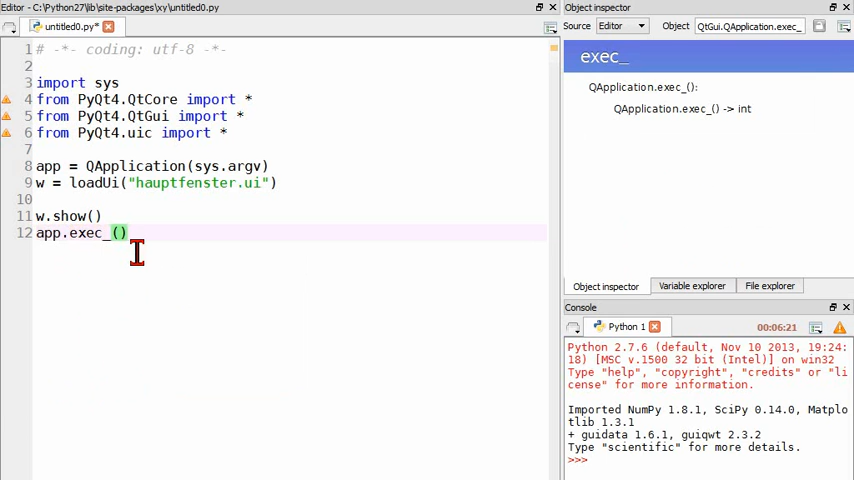 Editor - C:\Python27\lib\site-packages\xy\untitled0.py
untitled0.py*
1 # -*- coding: utf-8 -*-
2
3 import sys
4 from PyQt4.QtCore import *
5 from PyQt4.QtGui import *
6 from PyQt4.uic import *
7
8 app = QApplication(sys.argv)
9 w = loadUi("hauptfenster.ui")
10
11 w.show()
12 app.exec_()
Object inspector
Source Editor Object QtGui.QApplication.exec_
exec_
QApplication.exec_():
QApplication.exec_() -> int
Object inspector Variable explorer File explorer
Console
Python 1 00:06:21
Python 2.7.6 (default, Nov 10 2013, 19:24:
18) [MSC v.1500 32 bit (Intel)] on win32
Type "help", "copyright", "credits" or "li
cense" for more information.
Imported NumPy 1.8.1, SciPy 0.14.0, Matplo
tlib 1.3.1
+ guidata 1.6.1, guiqwt 2.3.2
Type "scientific" for more details.
>>>